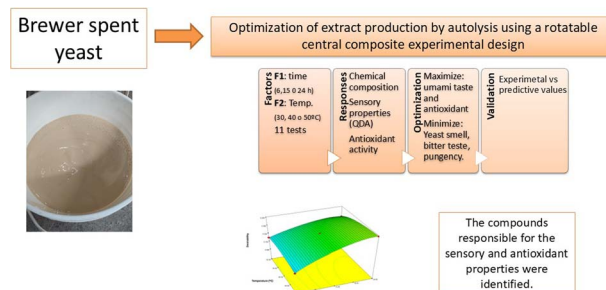 Brewer spent
yeast
Optimization of extract production by autolysis using a rotatable
central composite experimental design
Factors
F1: time
(6,15 0 24 h)
F2: Temp.
(30, 40 o 50ºC)
11 tests
Responses
Chemical
composition
Sensory
properties
(QDA)
Antioxidant
activity
Optimization
Maximize:
umami taste
and
antioxidant
Minimize:
Yeast smell,
bitter teste,
pungency.
Validation
Experimetal vs
predictive values
The compounds
responsible for the
sensory and antioxidant
properties were
identified.